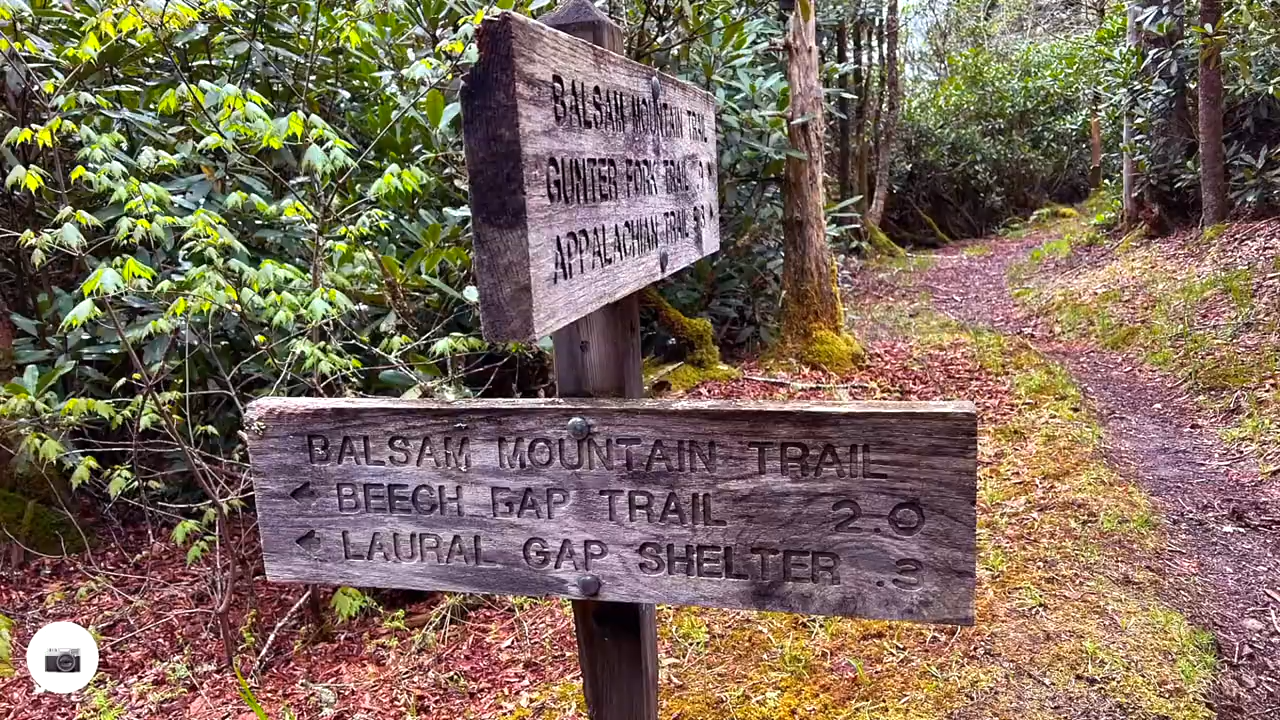 BALSAM MOUNTAIN TRAIL
GUNTER FORK TRAIL
APPALACHIAN TRAIL
BALSAM MOUNTAIN TRAIL
BEECH GAP TRAIL 2.0
LAURAL GAP SHELTER .3